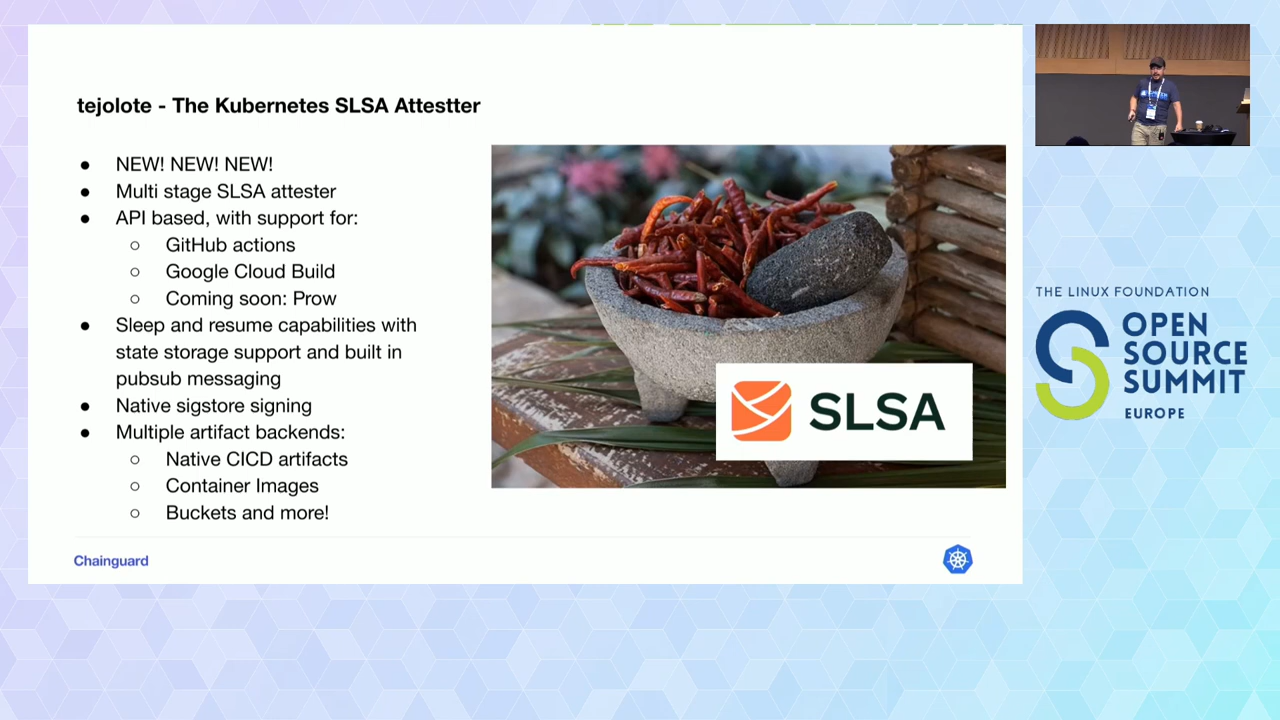 tejolote - The Kubernetes SLSA Attestter
● NEW! NEW! NEW!
● Multi stage SLSA attester
● API based, with support for:
○ GitHub actions
○ Google Cloud Build
○ Coming soon: Prow
● Sleep and resume capabilities with
state storage support and built in
pubsub messaging
● Native sigstore signing
● Multiple artifact backends:
○ Native CICD artifacts
○ Container Images
○ Buckets and more!
SLSA
Chainguard
THE LINUX FOUNDATION
OPEN
SOURCE
SUMMIT
EUROPE